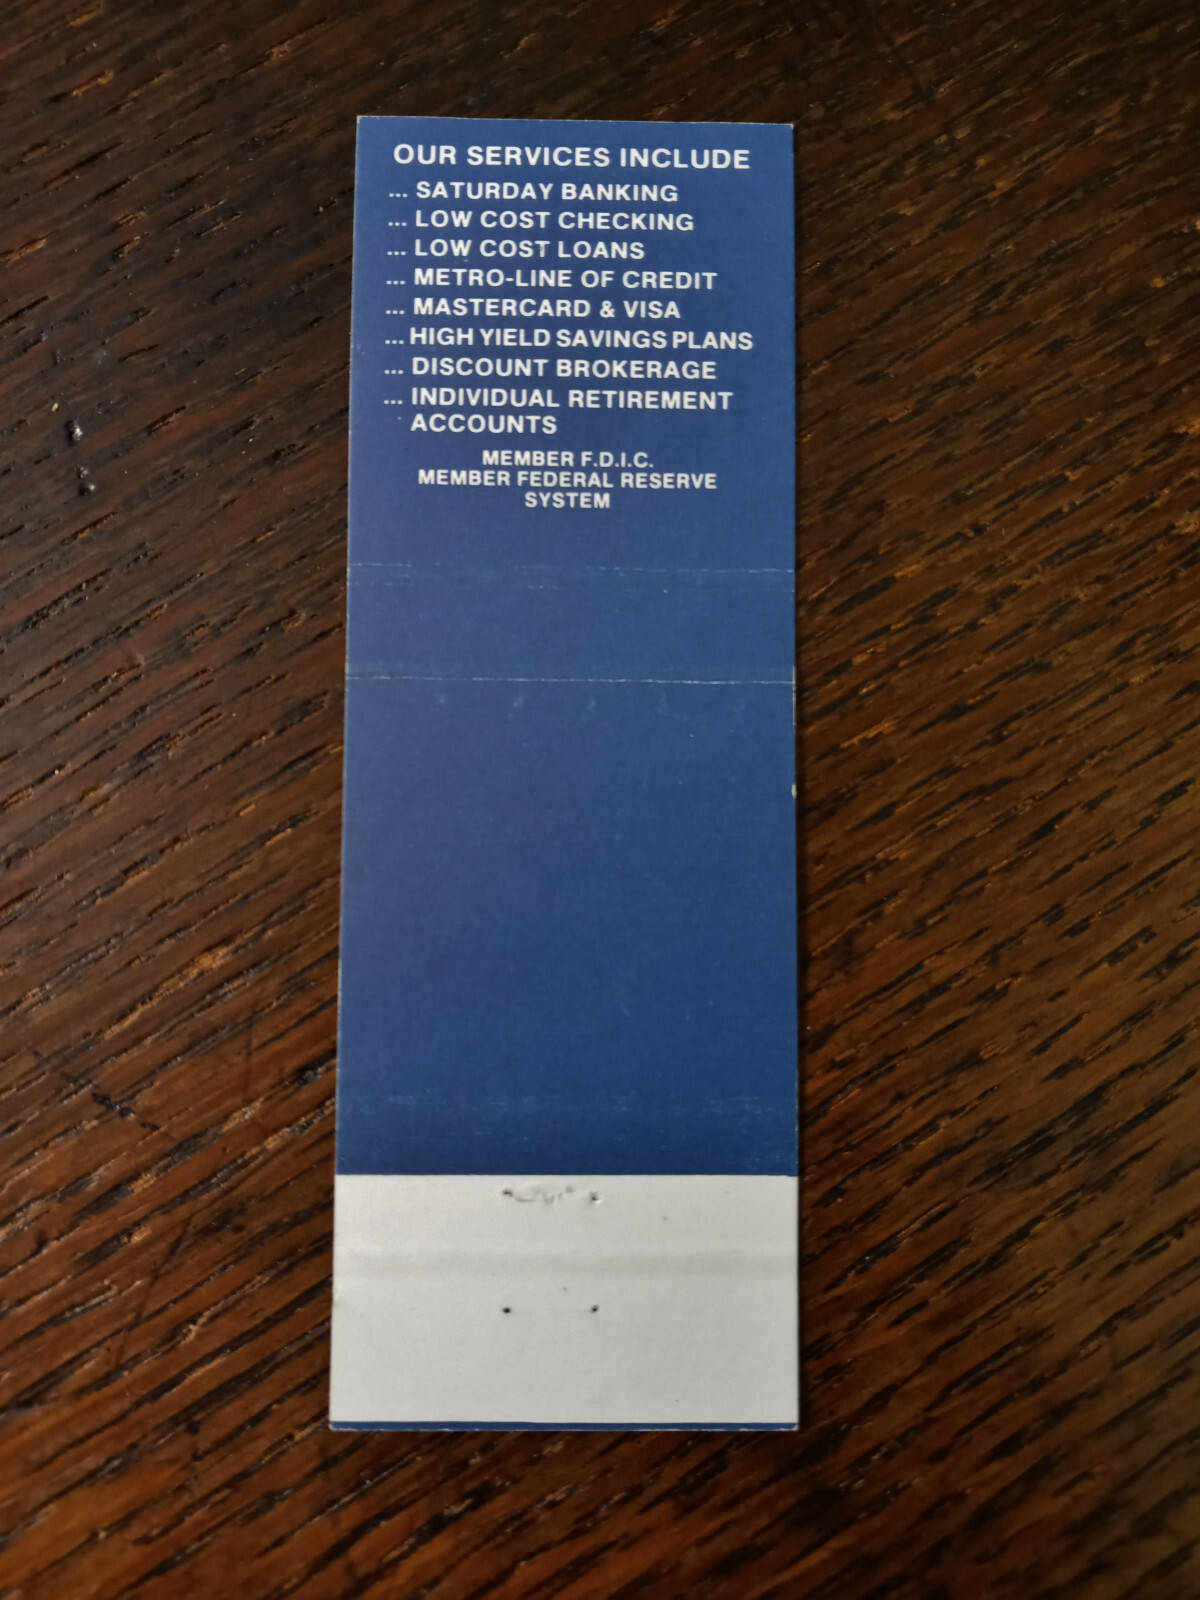 OUR SERVICES INCLUDE
... SATURDAY BANKING
... LOW COST CHECKING
... LOW COST LOANS
... METRO-LINE OF CREDIT
... MASTERCARD & VISA
... HIGH YIELD SAVINGS PLANS
... DISCOUNT BROKERAGE
... INDIVIDUAL RETIREMENT
ACCOUNTS
MEMBER F.D.I.C.
MEMBER FEDERAL RESERVE
SYSTEM